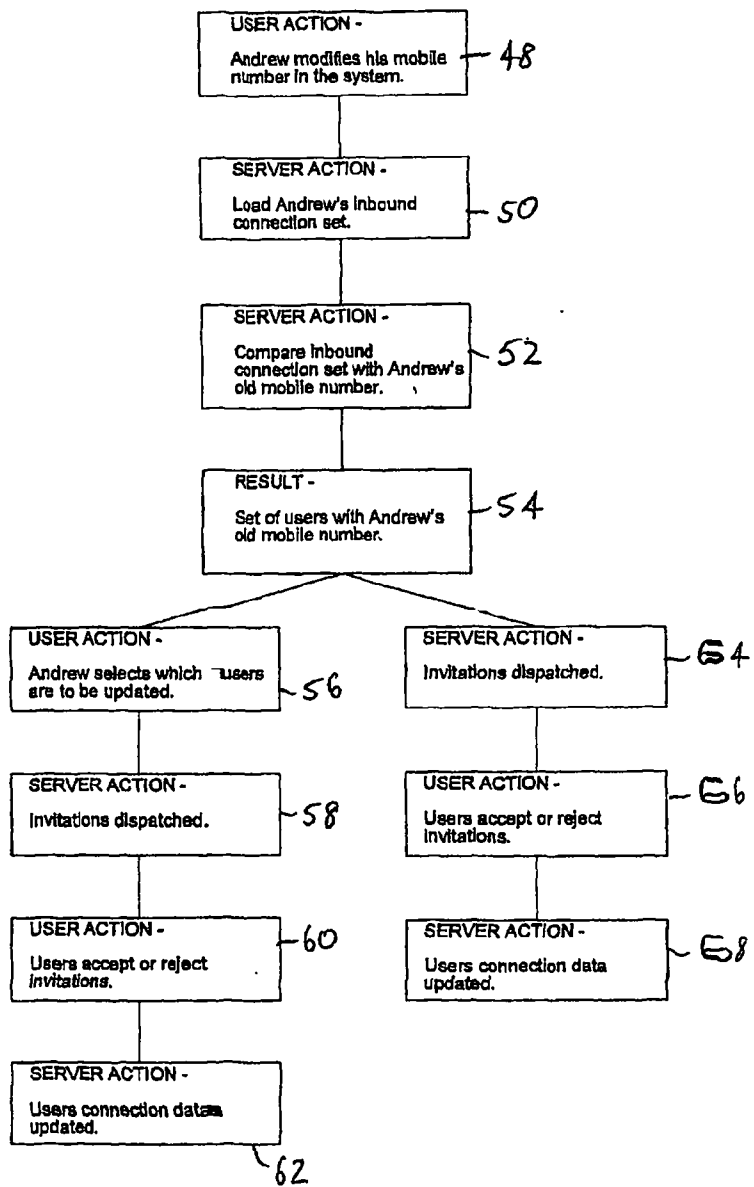 USER ACTION -
Andrew modifies his mobile
number in the system.
48
SERVER ACTION -
Load Andrew's inbound
connection set.
50
SERVER ACTION -
Compare inbound
connection set with Andrew's
old mobile number.
52
RESULT -
Set of users with Andrew's
old mobile number.
54
USER ACTION -
Andrew selects which users
are to be updated.
56
SERVER ACTION -
Invitations dispatched.
58
USER ACTION -
Users accept or reject
invitations.
60
SERVER ACTION -
Users connection data
updated.
62
SERVER ACTION -
Invitations dispatched.
64
USER ACTION -
Users accept or reject
invitations.
66
SERVER ACTION -
Users connection data
updated.
68